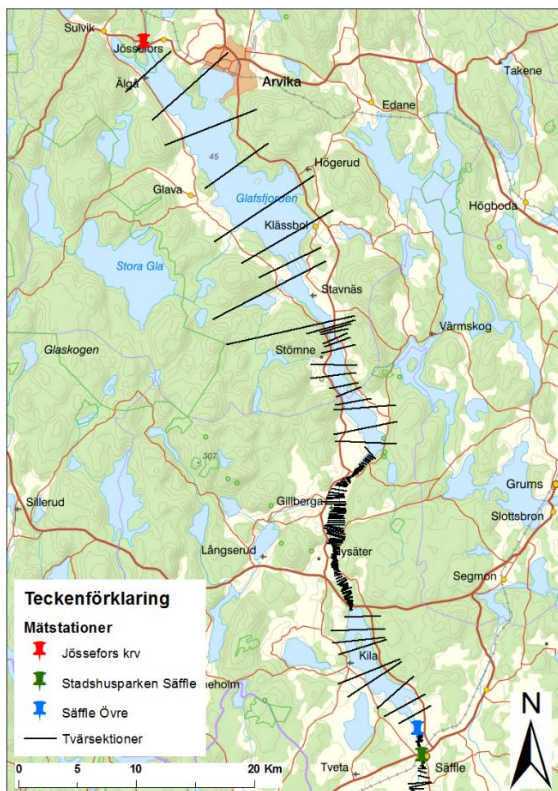 Sulvik
Jössefors
Takene
Älgå
Arvika
Edane
45
Högerud
Glava
Glafsfjorden
Högboda
Klässbol
Stora Gla
Stavnäs
Värmskog
Glaskogen
Stömne
307
Grums
Sillerud
Gillberga
Slottsbron
Nysäter
Långserud
Segmon
Teckenförklaring
Mätstationer
Jössefors krv
Kila
Stadshusparken Säffle
neholm
Säffle Övre
N
Tvärsektioner
Tveta
Säffle
0 5 10 20 Km